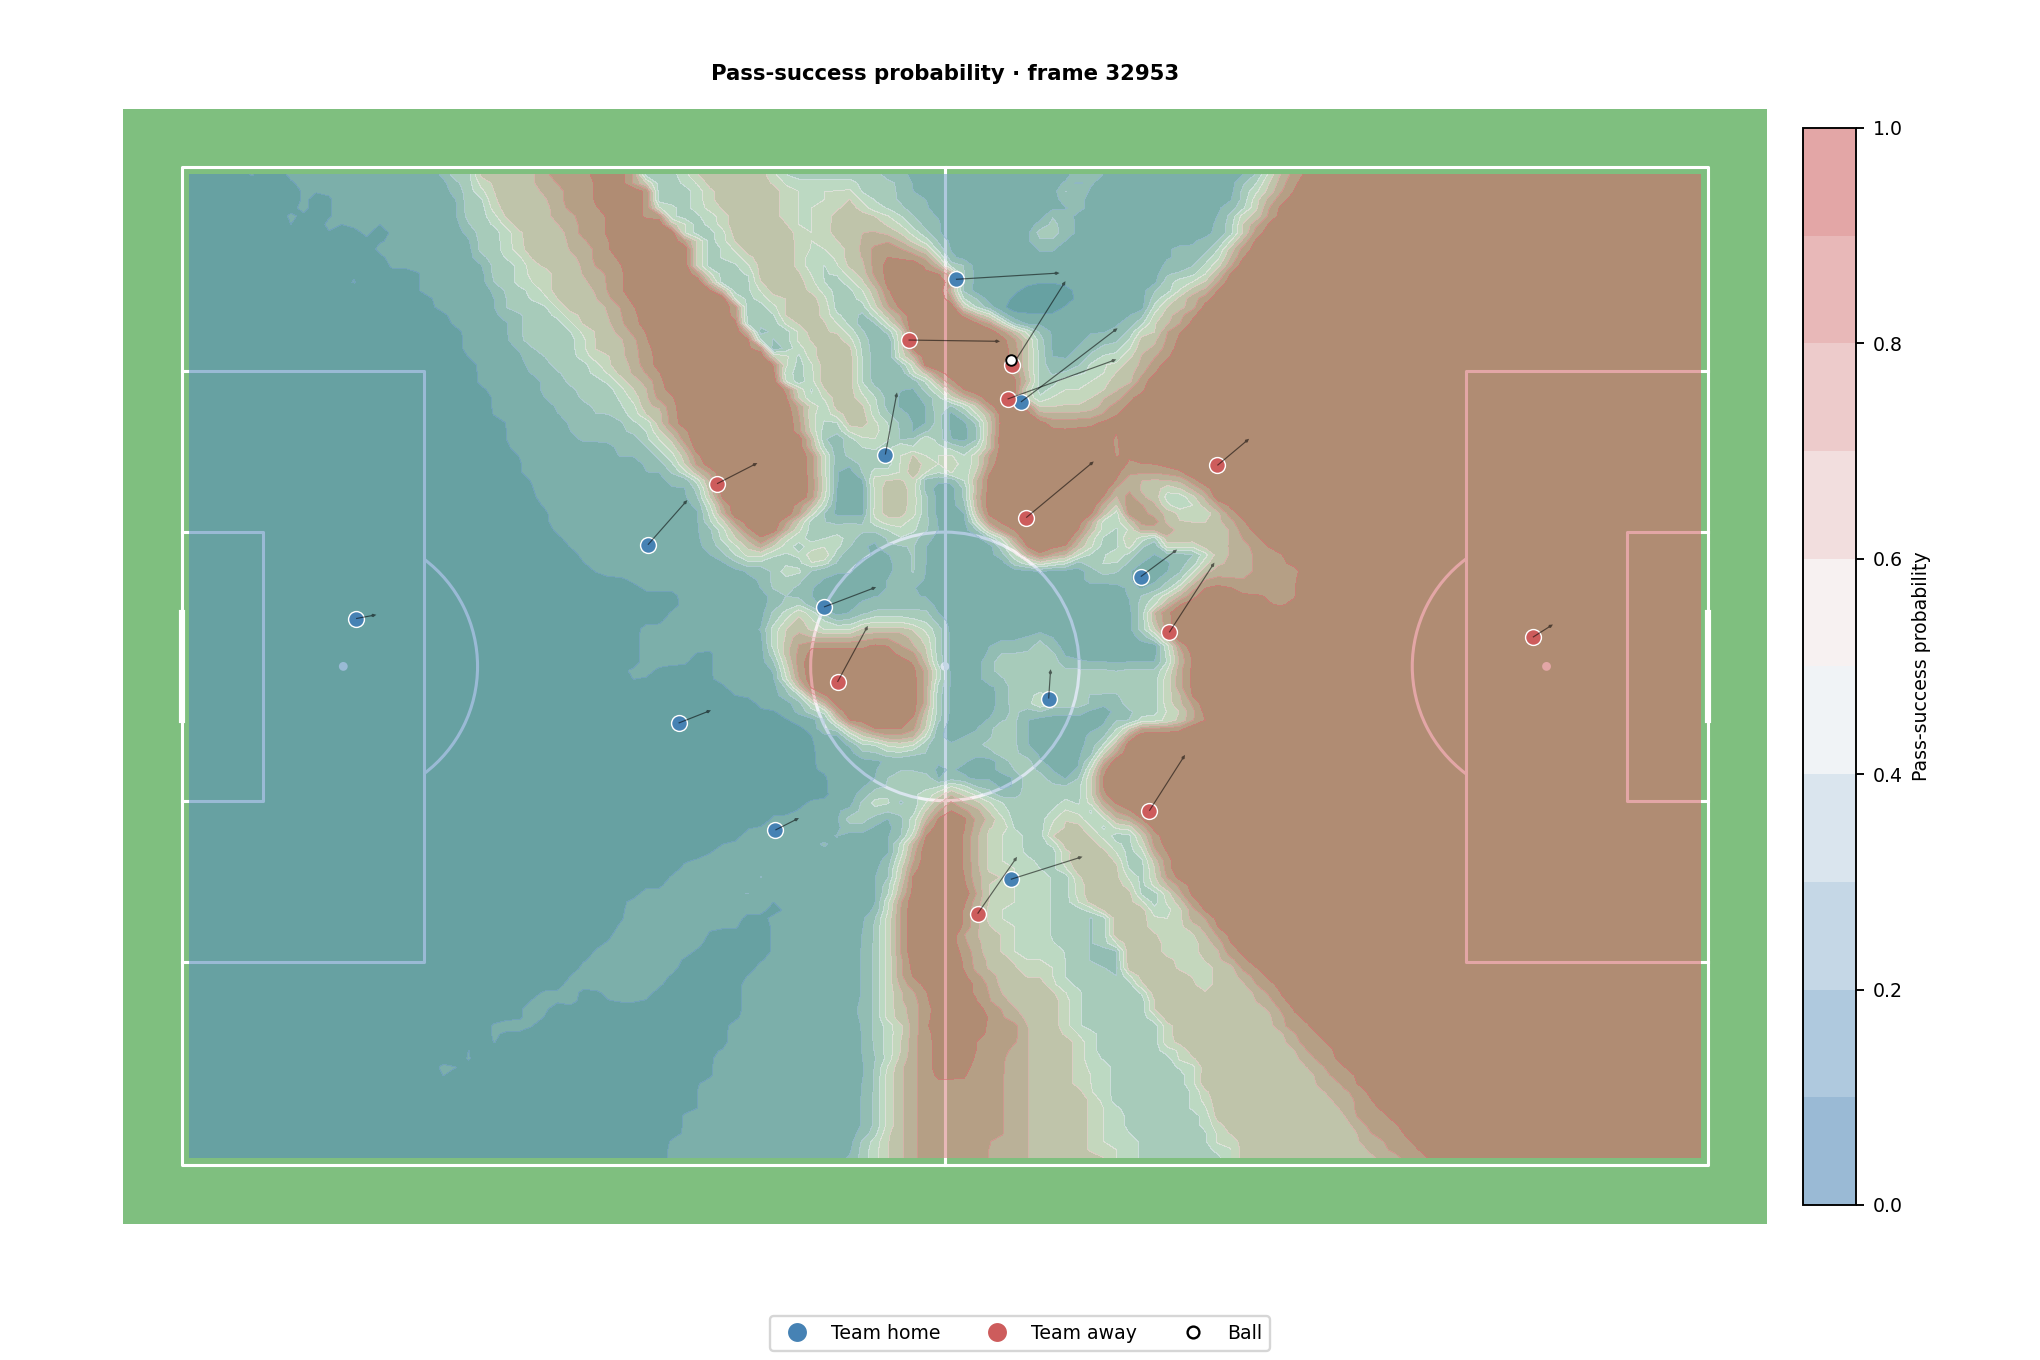 Pass-success probability · frame 32953
1.0
0.8
0.6
0.4
0.2
0.0
Pass-success probability
Team home
Team away
Ball